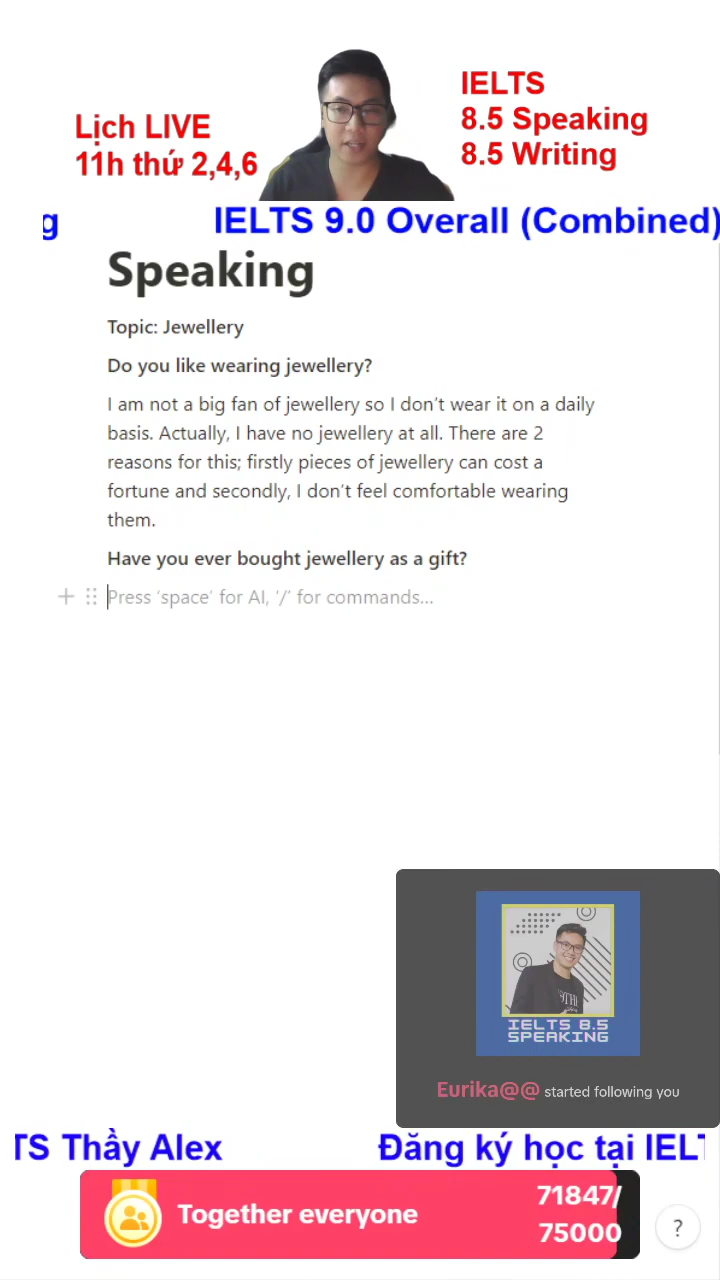 Lịch LIVE
11h thứ 2,4,6
IELTS
8.5 Speaking
8.5 Writing
g IELTS 9.0 Overall (Combined)
Speaking
Topic: Jewellery
Do you like wearing jewellery?
I am not a big fan of jewellery so I don't wear it on a daily
basis. Actually, I have no jewellery at all. There are 2
reasons for this; firstly pieces of jewellery can cost a
fortune and secondly, I don't feel comfortable wearing
them.
Have you ever bought jewellery as a gift?
Press 'space' for AI, '/' for commands...
IELTS 8.5
SPEAKING
Eurika@@ started following you
TS Thầy Alex Đăng ký học tại IELT
Together everyone
71847/
75000
?